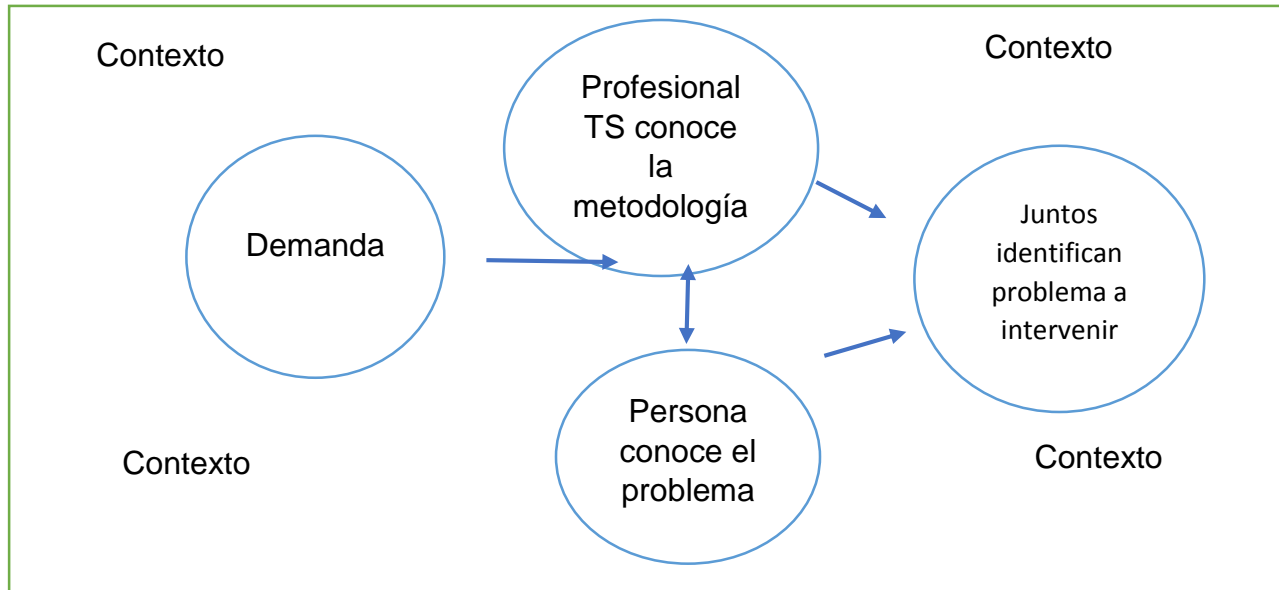 Contexto
Contexto
Profesional
TS conoce
la
metodología
Demanda
Juntos
identifican
problema a
intervenir
Persona
conoce el
problema
Contexto
Contexto